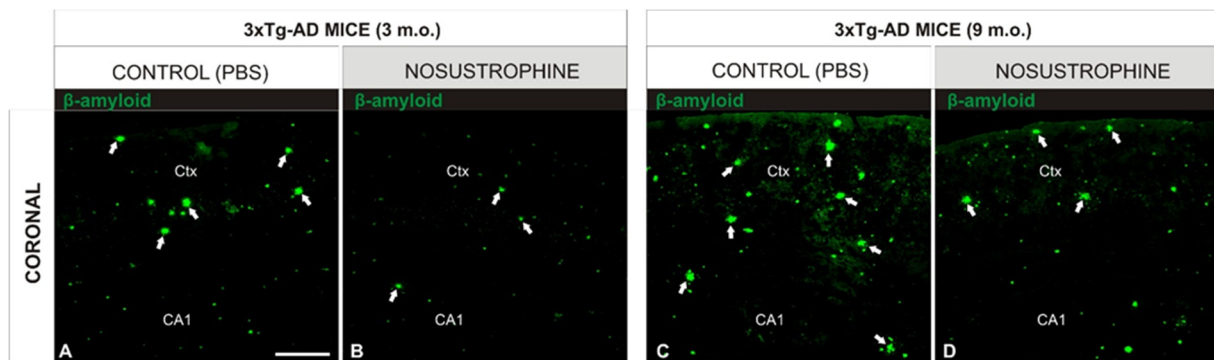 3xTg-AD MICE (3 m.o.)
3xTg-AD MICE (9 m.o.)
CONTROL (PBS)
NOSUSTROPHINE
CONTROL (PBS)
NOSUSTROPHINE
β-amyloid
β-amyloid
β-amyloid
β-amyloid
CORONAL
Ctx
Ctx
Ctx
Ctx
CA1
CA1
CA1
CA1
A
B
C
D